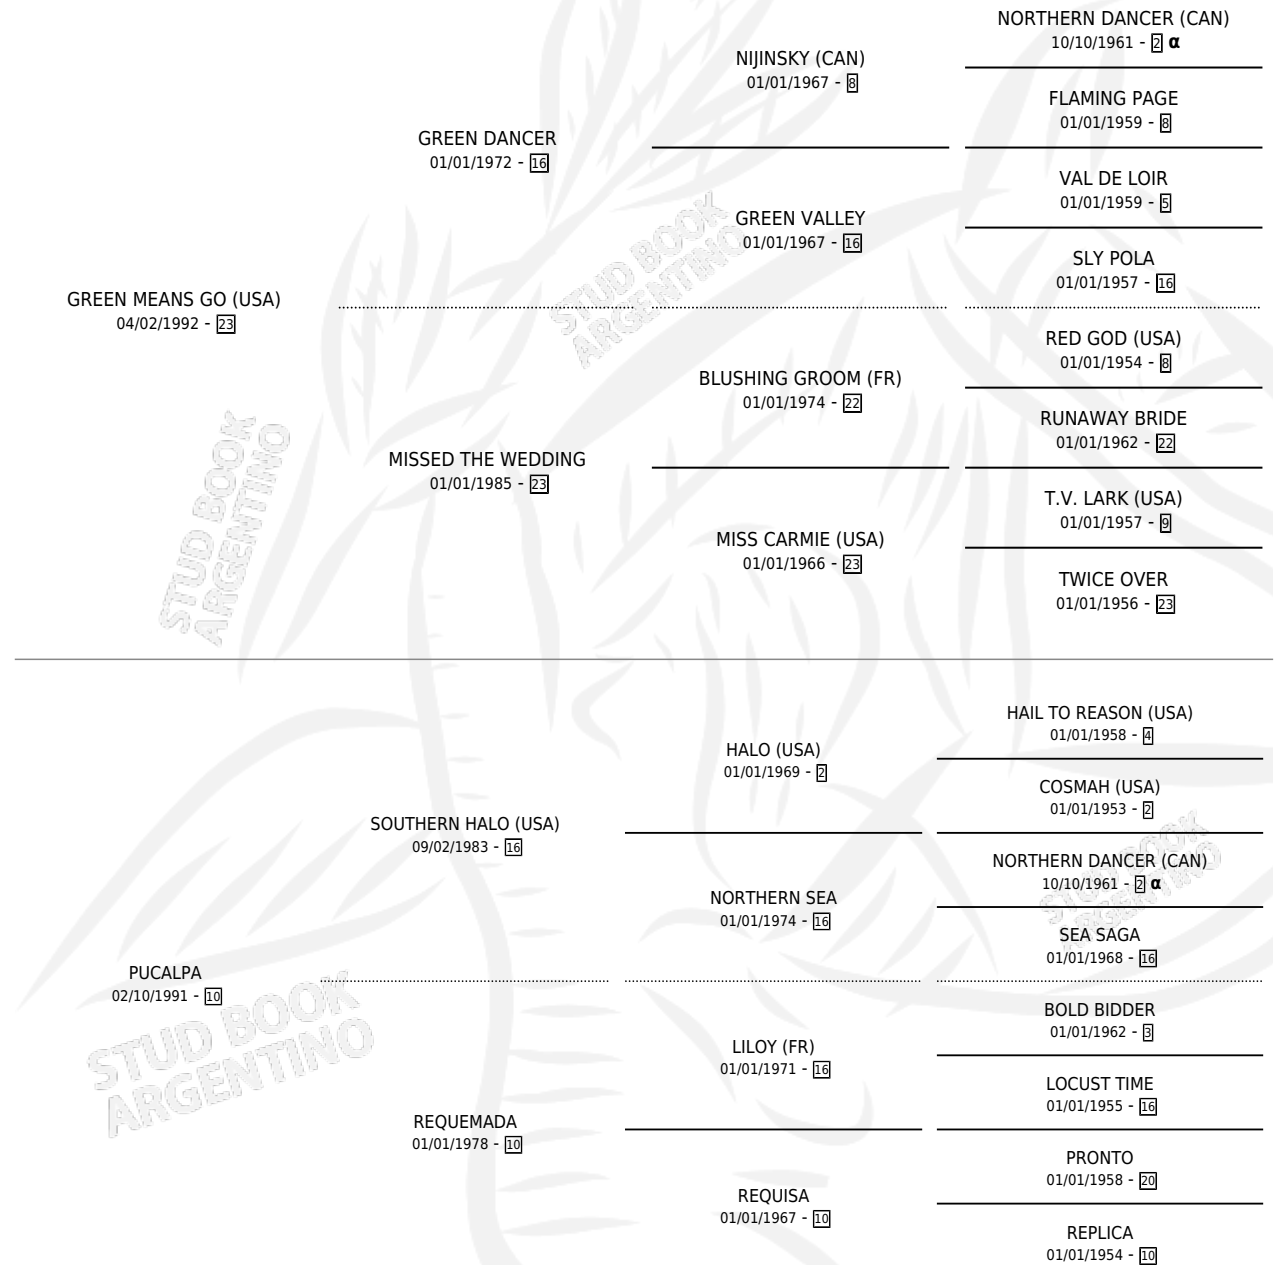 NORTHERN DANCER (CAN)
10/10/1961 - 2 α
NIJINSKY (CAN)
01/01/1967 - 8
FLAMING PAGE
01/01/1959 - 8
GREEN DANCER
01/01/1972 - 16
VAL DE LOIR
01/01/1959 - 5
GREEN VALLEY
01/01/1967 - 16
SLY POLA
01/01/1957 - 16
GREEN MEANS GO (USA)
04/02/1992 - 23
RED GOD (USA)
01/01/1954 - 8
BLUSHING GROOM (FR)
01/01/1974 - 22
RUNAWAY BRIDE
01/01/1962 - 22
MISSED THE WEDDING
01/01/1985 - 23
T.V. LARK (USA)
01/01/1957 - 9
MISS CARMIE (USA)
01/01/1966 - 23
TWICE OVER
01/01/1956 - 23
HAIL TO REASON (USA)
01/01/1958 - 4
HALO (USA)
01/01/1969 - 2
COSMAH (USA)
01/01/1953 - 2
SOUTHERN HALO (USA)
09/02/1983 - 16
NORTHERN DANCER (CAN)
10/10/1961 - 2 α
NORTHERN SEA
01/01/1974 - 16
SEA SAGA
01/01/1968 - 16
PUCALPA
02/10/1991 - 10
BOLD BIDDER
01/01/1962 - 3
LILOY (FR)
01/01/1971 - 16
LOCUST TIME
01/01/1955 - 16
REQUEMADA
01/01/1978 - 10
PRONTO
01/01/1958 - 20
REQUISA
01/01/1967 - 10
REPLICA
01/01/1954 - 10
STUD BOOK
ARGENTINO
STUD BOOK
ARGENTINO
STUD BOOK
ARGENTINO
STUD BOOK
ARGENTINO